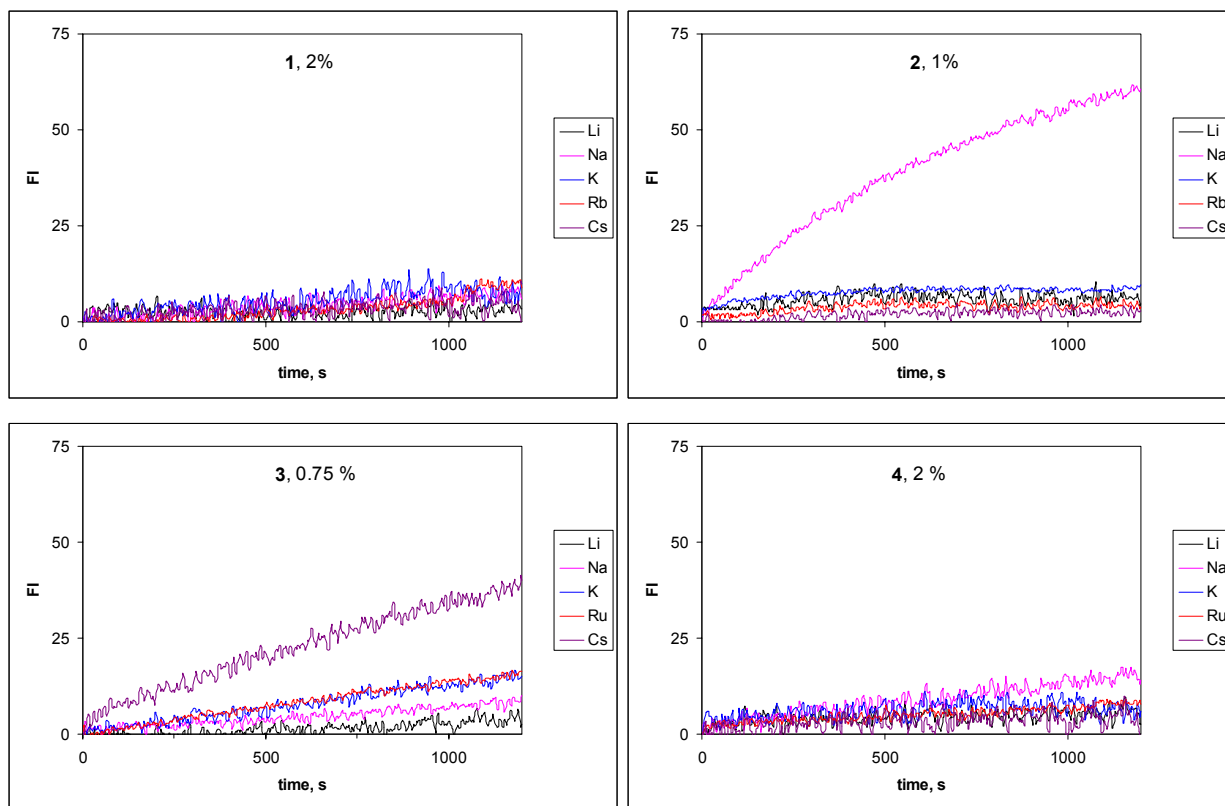 75
1, 2%
50
FI
25
0
0
500
1000
time, s
Li
Na
K
Rb
Cs
75
2, 1%
50
FI
25
0
0
500
1000
time, s
Li
Na
K
Rb
Cs
75
3, 0.75 %
50
FI
25
0
0
500
1000
time, s
Li
Na
K
Ru
Cs
75
4, 2 %
50
FI
25
0
0
500
1000
time, s
Li
Na
K
Ru
Cs